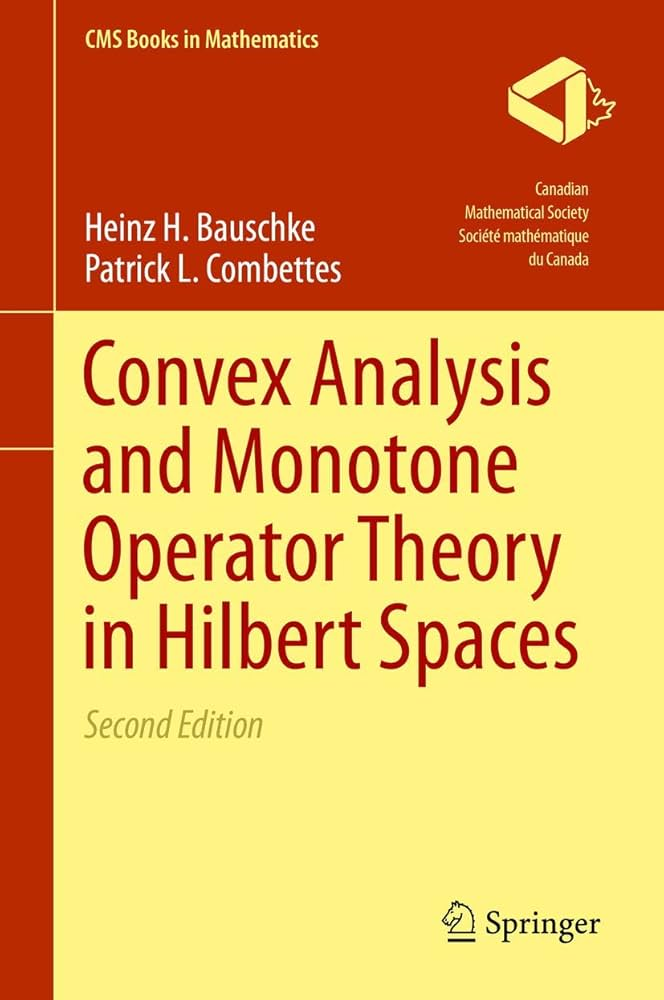 CMS Books in Mathematics
Canadian
Mathematical Society
Société mathématique
du Canada
Heinz H. Bauschke
Patrick L. Combettes
Convex Analysis
and Monotone
Operator Theory
in Hilbert Spaces
Second Edition
Springer